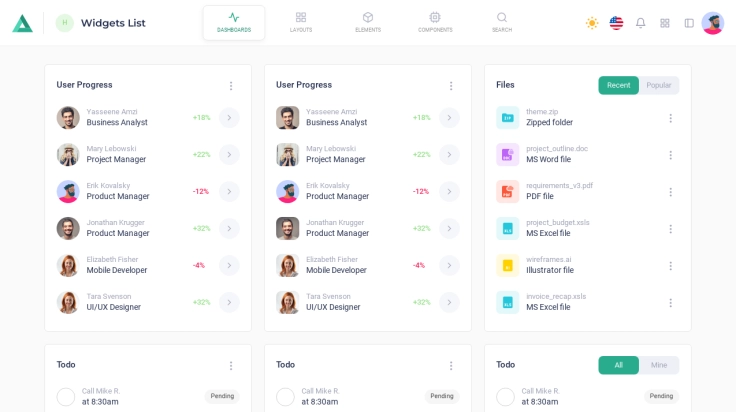 H
Widgets List
DASHBOARDS
LAYOUTS
ELEMENTS
COMPONENTS
SEARCH
User Progress
Yasseene Amzi
Business Analyst
+18%
Mary Lebowski
Project Manager
+22%
Erik Kovalsky
Product Manager
-12%
Jonathan Krugger
Product Manager
+32%
Elizabeth Fisher
Mobile Developer
-4%
Tara Svenson
UI/UX Designer
+32%
User Progress
Yasseene Amzi
Business Analyst
+18%
Mary Lebowski
Project Manager
+22%
Erik Kovalsky
Product Manager
-12%
Jonathan Krugger
Product Manager
+32%
Elizabeth Fisher
Mobile Developer
-4%
Tara Svenson
UI/UX Designer
+32%
Files
Recent
Popular
theme.zip
Zipped folder
project_outline.doc
MS Word file
requirements_v3.pdf
PDF file
project_budget.xsls
MS Excel file
wireframes.ai
Illustrator file
invoice_recap.xsls
MS Excel file
Todo
Call Mike R.
at 8:30am
Pending
Todo
Call Mike R.
at 8:30am
Pending
Todo
All
Mine
Call Mike R.
at 8:30am
Pending